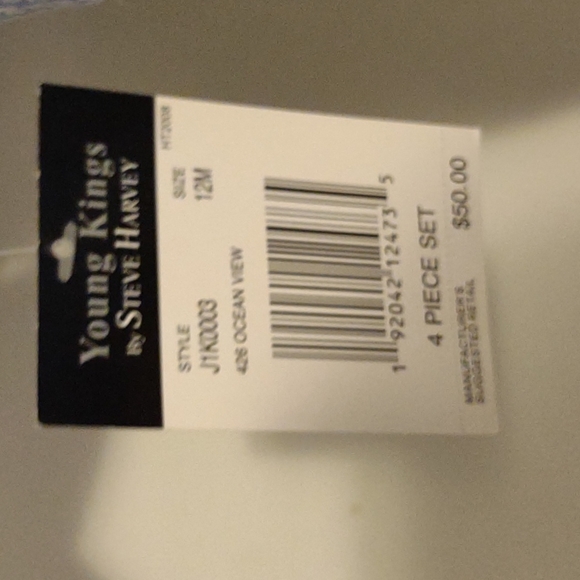 Young Kings
By STEVE HARVEY
HT2008
STYLE SIZE
J1K0003 12M
426 OCEAN VIEW
1 92042 12473 5
4 PIECE SET
MANUFACTURER'S
SUGGESTED RETAIL $50.00